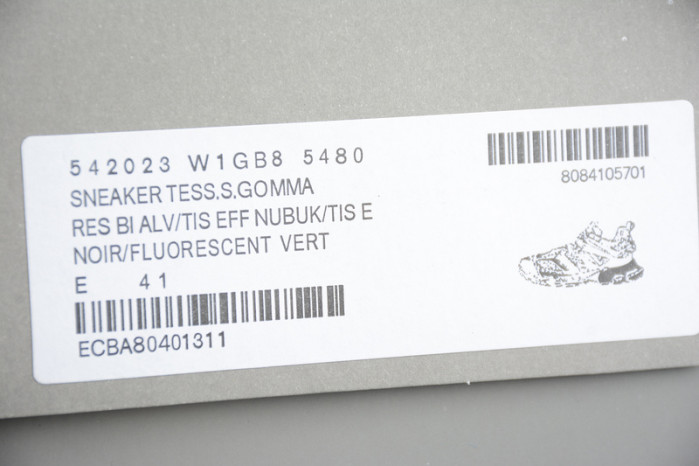 542023 W1GB8 5480
SNEAKER TESS.S.GOMMA
RES BI ALV/TIS EFF NUBUK/TIS E
NOIR/FLUORESCENT VERT
E 41
ECBA80401311
8084105701